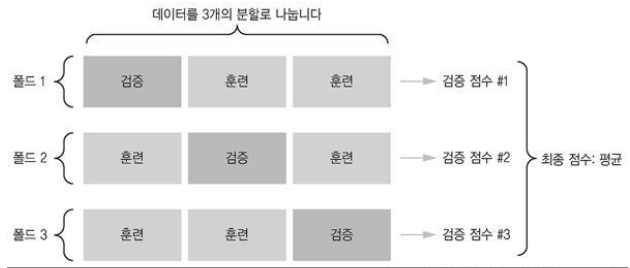 데이터를 3개의 분할로 나눕니다
폴드 1 검증 훈련 훈련 검증 점수 #1
폴드 2 훈련 검증 훈련 검증 점수 #2 최종 점수: 평균
폴드 3 훈련 훈련 검증 검증 점수 #3